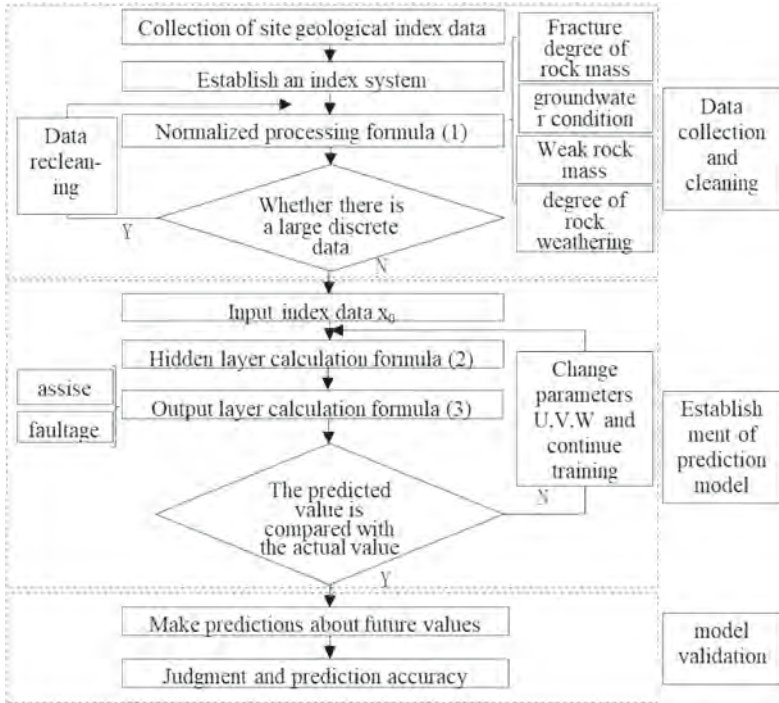 Collection of site geological index data
Establish an index system
Normalized processing formula (1)
Data
reclean-
ing
Whether there is
a large discrete
data
Y
N
Fracture
degree of
rock mass
groundwate
r condition
Weak rock
mass
degree of
rock
weathering
Data
collection
and
cleaning
Input index data x₀
Hidden layer calculation formula (2)
Output layer calculation formula (3)
assise
faultage
The predicted
value is
compared with
the actual value
Change
parameters
U,V,W and
continue
training
N
Y
Establish
ment of
prediction
model
Make predictions about future values
Judgment and prediction accuracy
model
validation